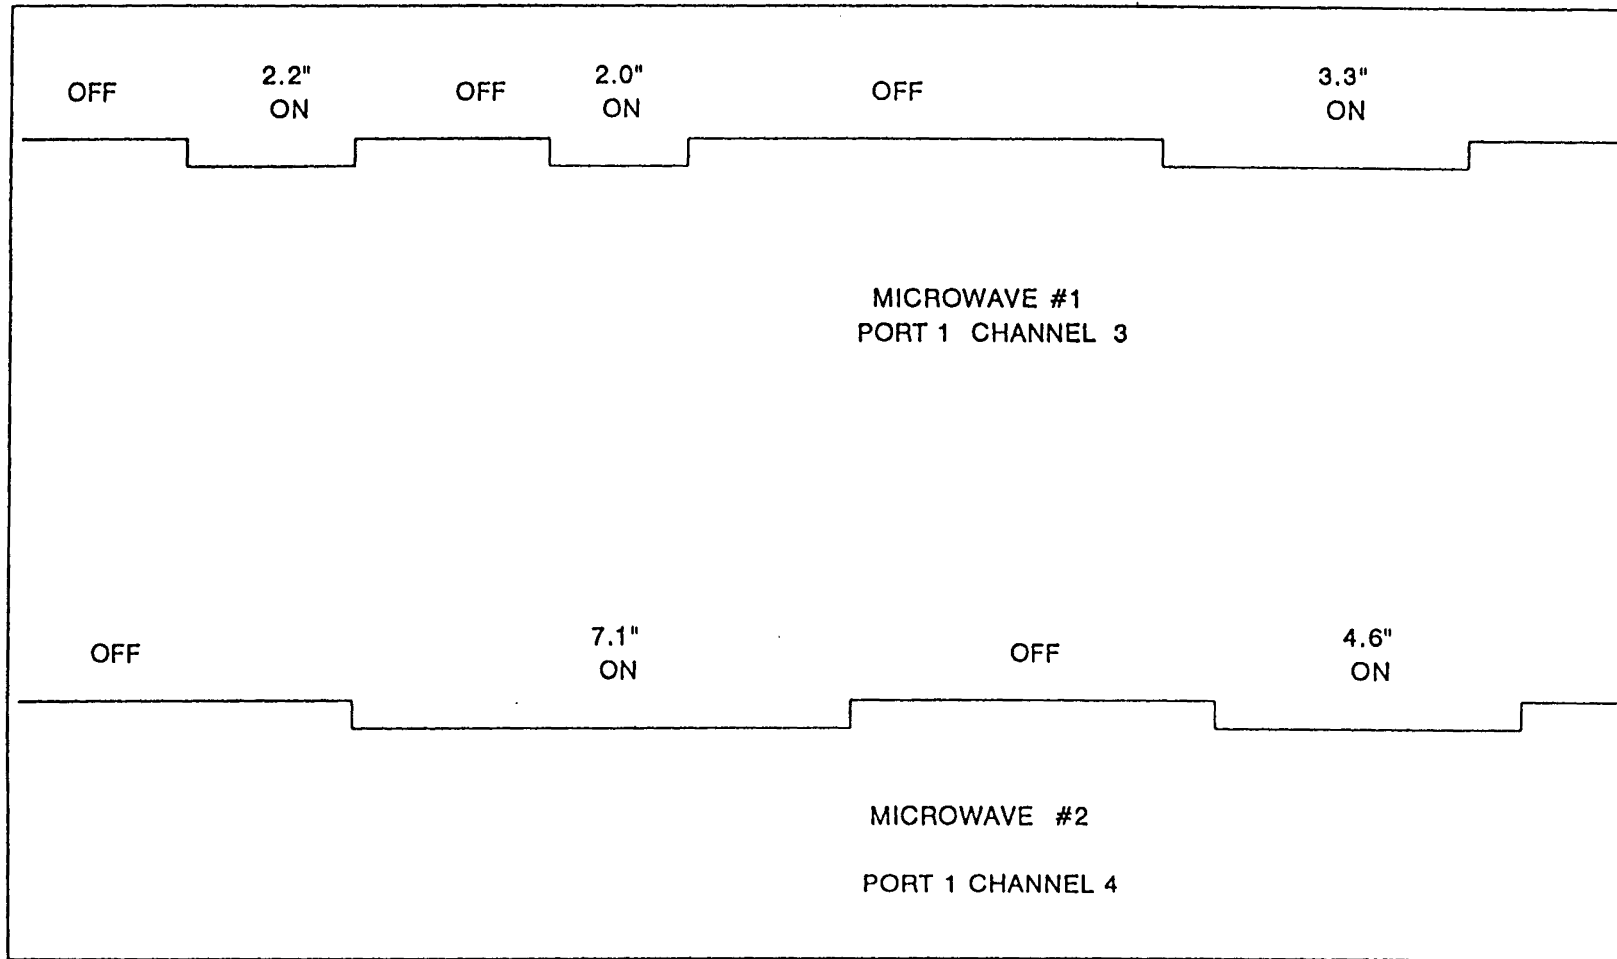 OFF
2.2"
ON
OFF
2.0"
ON
OFF
3.3"
ON
MICROWAVE #1
PORT 1 CHANNEL 3
OFF
7.1"
ON
OFF
4.6"
ON
MICROWAVE #2
PORT 1 CHANNEL 4